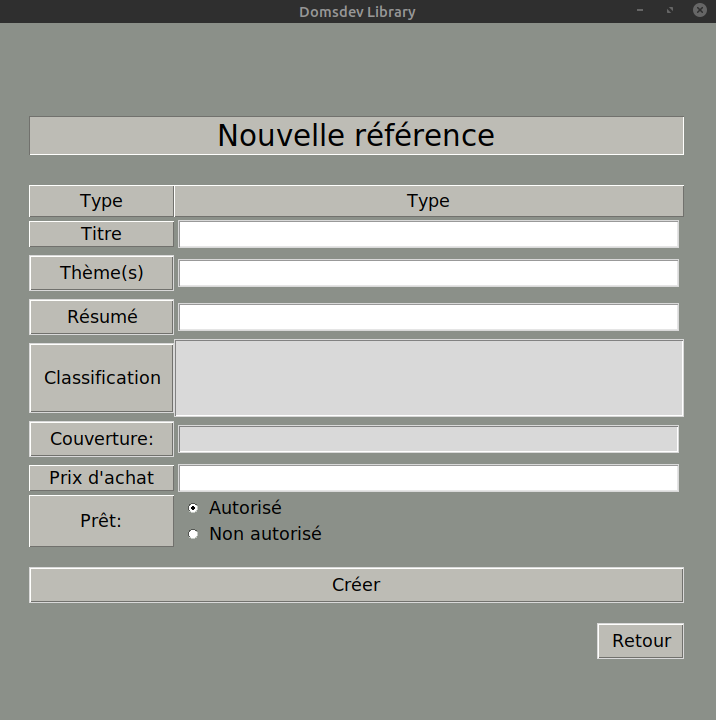 Domsdev Library
Nouvelle référence
Type Type
Titre
Thème(s)
Résumé
Classification
Couverture:
Prix d'achat
Prêt: Autorisé
Non autorisé
Créer
Retour